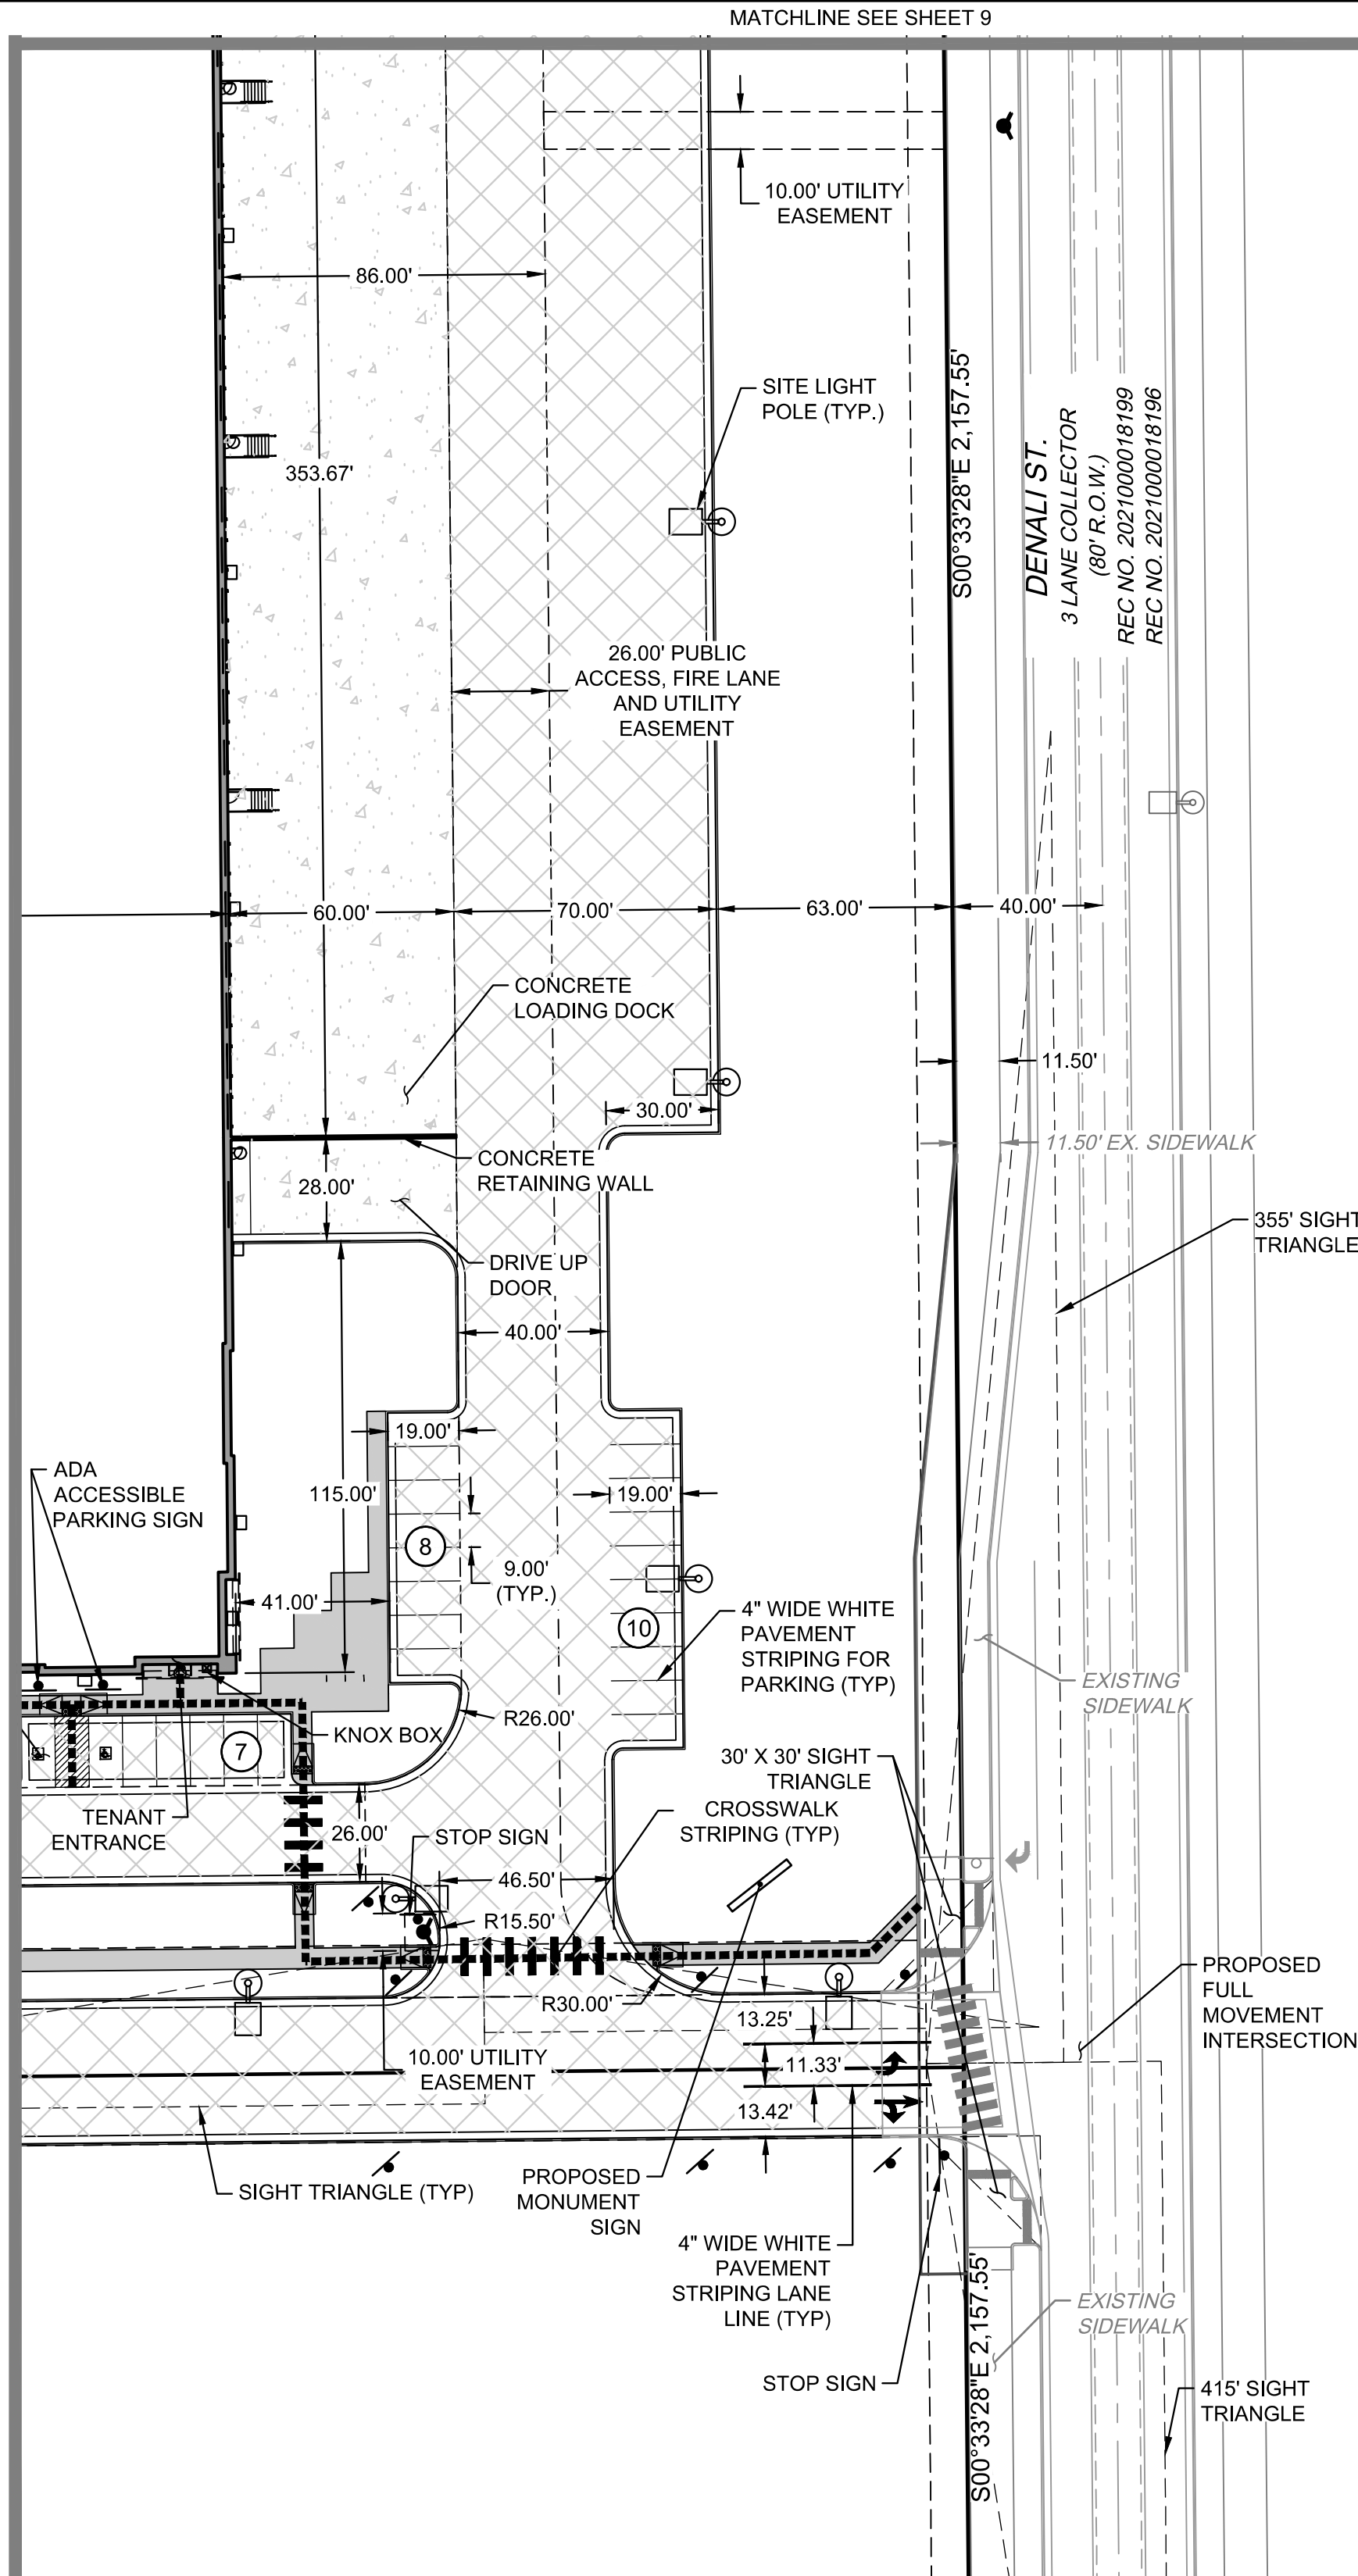 MATCHLINE SEE SHEET 9
10.00' UTILITY
EASEMENT
86.00'
SITE LIGHT
POLE (TYP.)
353.67'
S00°33'28"E 2,157.55'
DENALI ST.
3 LANE COLLECTOR
(80' R.O.W.)
REC NO. 2021000018199
REC NO. 2021000018196
26.00' PUBLIC
ACCESS, FIRE LANE
AND UTILITY
EASEMENT
60.00'
70.00'
63.00'
40.00'
CONCRETE
LOADING DOCK
11.50'
30.00'
11.50' EX. SIDEWALK
CONCRETE
RETAINING WALL
28.00'
355' SIGHT
TRIANGLE
DRIVE UP
DOOR
40.00'
19.00'
ADA
ACCESSIBLE
PARKING SIGN
115.00'
19.00'
8
9.00'
(TYP.)
41.00'
10
4" WIDE WHITE
PAVEMENT
STRIPING FOR
PARKING (TYP)
EXISTING
SIDEWALK
R26.00'
KNOX BOX
7
30' X 30' SIGHT
TRIANGLE
TENANT
ENTRANCE
CROSSWALK
STRIPING (TYP)
26.00'
STOP SIGN
46.50'
R15.50'
PROPOSED
FULL
MOVEMENT
INTERSECTION
R30.00'
13.25'
10.00' UTILITY
EASEMENT
11.33'
13.42'
SIGHT TRIANGLE (TYP)
PROPOSED
MONUMENT
SIGN
4" WIDE WHITE
PAVEMENT
STRIPING LANE
LINE (TYP)
S00°33'28"E 2,157.55'
EXISTING
SIDEWALK
STOP SIGN
415' SIGHT
TRIANGLE